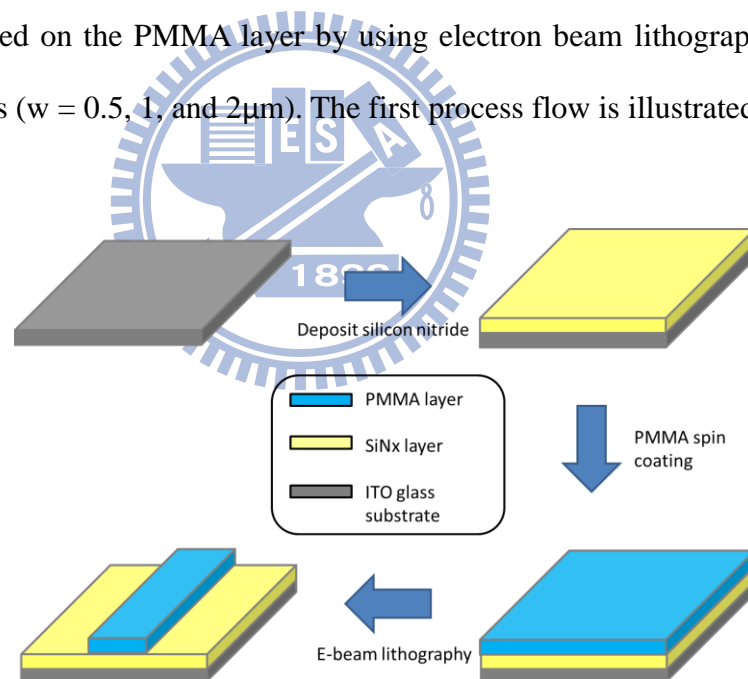 ed on the PMMA layer by using electron beam lithograp
s (w = 0.5, 1, and 2μm). The first process flow is illustrated
E S A
1896
Deposit silicon nitride
PMMA layer
SiNx layer
ITO glass
substrate
PMMA spin
coating
E-beam lithography